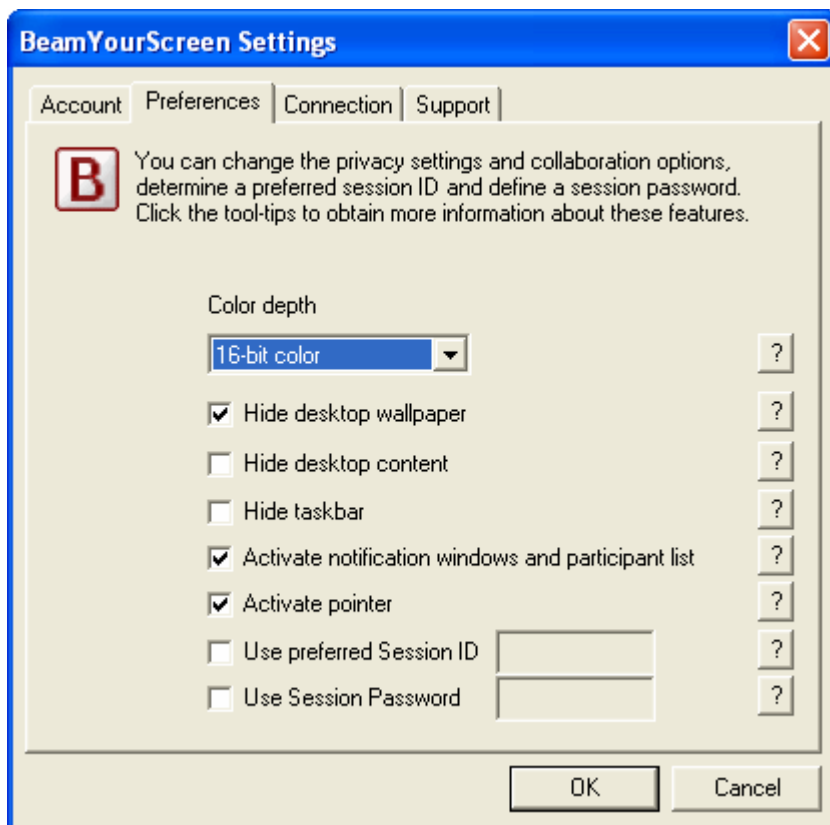 BeamYourScreen Settings
Account Preferences Connection Support
B
You can change the privacy settings and collaboration options,
determine a preferred session ID and define a session password.
Click the tool-tips to obtain more information about these features.
Color depth
16-bit color ?
Hide desktop wallpaper ?
Hide desktop content ?
Hide taskbar ?
Activate notification windows and participant list ?
Activate pointer ?
Use preferred Session ID ?
Use Session Password ?
OK Cancel